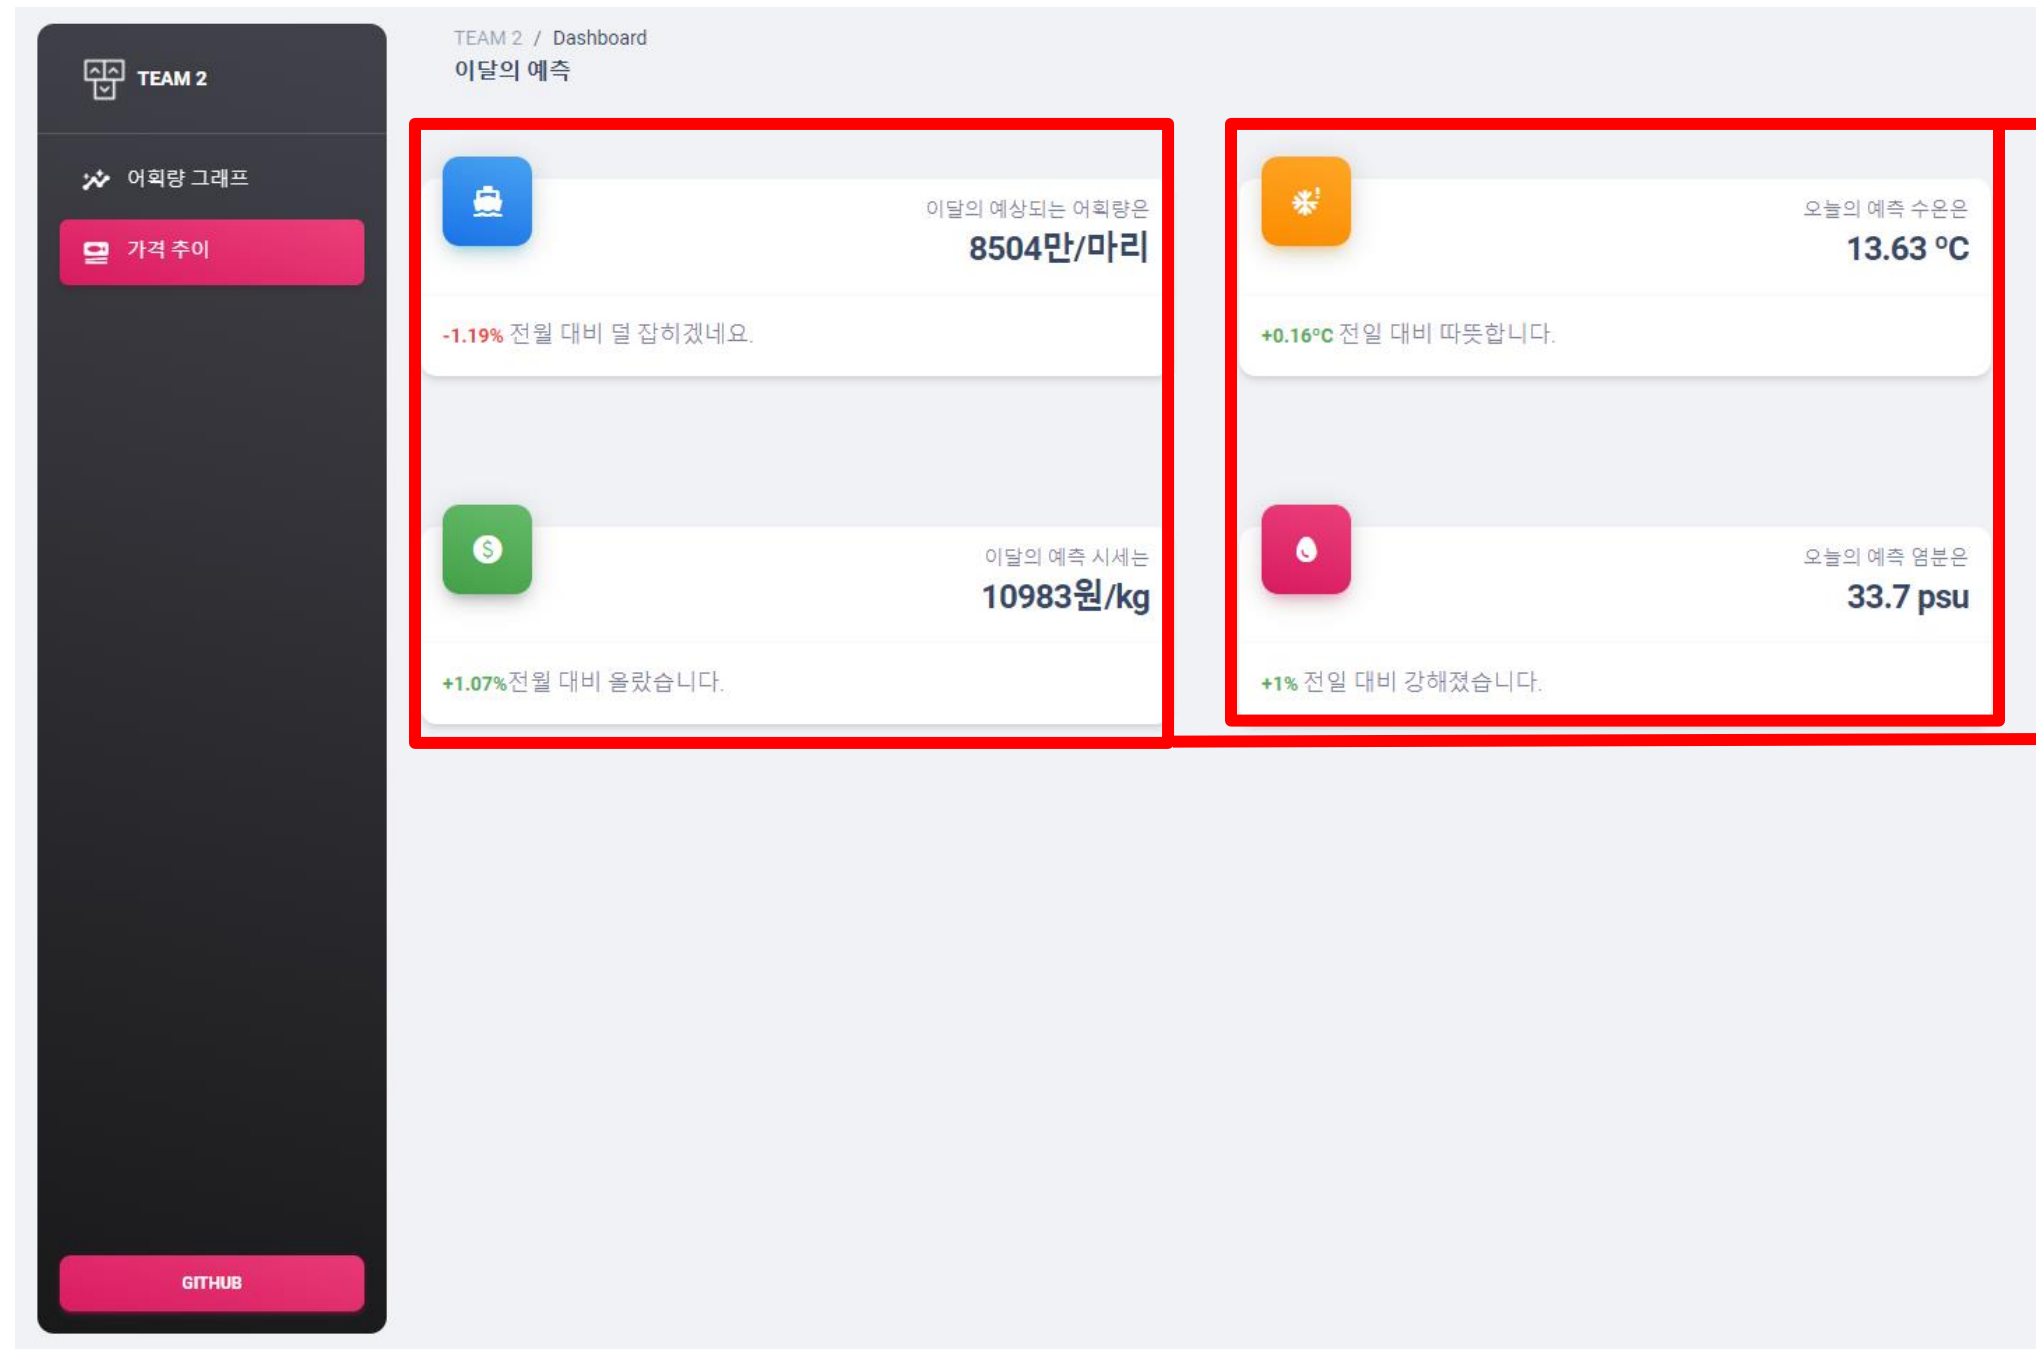 TEAM 2
어획량 그래프
가격 추이
GITHUB
TEAM 2 / Dashboard
이달의 예측
이달의 예상되는 어획량은
8504만/마리
-1.19% 전월 대비 덜 잡히겠네요.
오늘의 예측 수온은
13.63 ºC
+0.16ºC 전일 대비 따뜻합니다.
이달의 예측 시세는
10983원/kg
+1.07%전월 대비 올랐습니다.
오늘의 예측 염분은
33.7 psu
+1% 전일 대비 강해졌습니다.